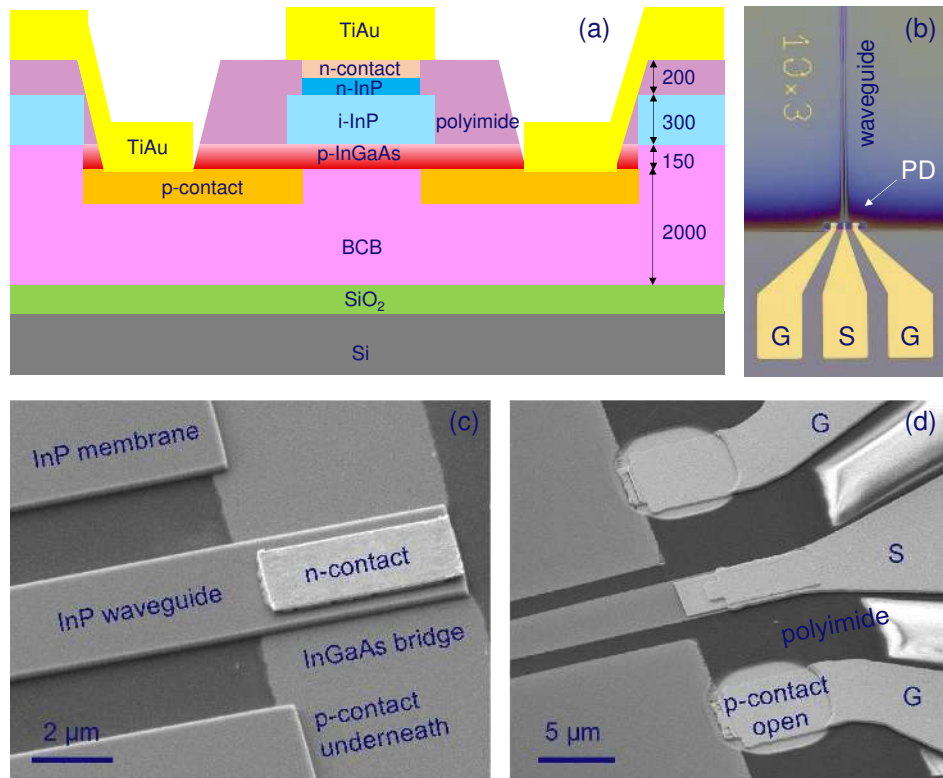 (a)
TiAu
n-contact
n-InP
i-InP
polyimide
TiAu
p-InGaAs
p-contact
BCB
SiO₂
Si
200
300
150
2000
(b)
10×3
waveguide
PD
G
S
G
(c)
InP membrane
n-contact
InP waveguide
InGaAs bridge
p-contact
underneath
2 µm
(d)
G
S
polyimide
p-contact
open
G
5 µm